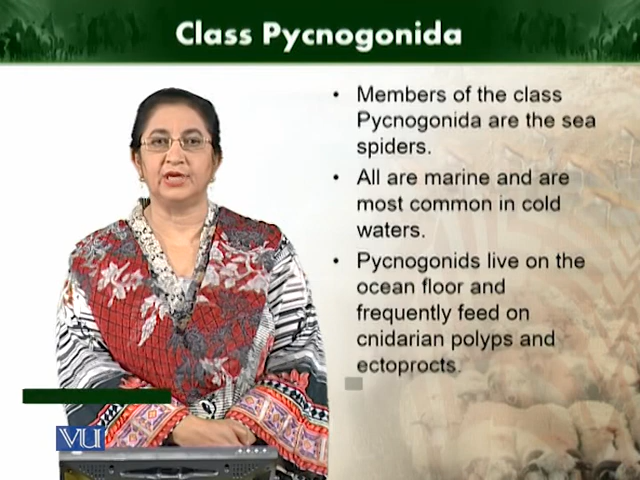 Class Pycnogonida
• Members of the class
Pycnogonida are the sea
spiders.
• All are marine and are
most common in cold
waters.
• Pycnogonids live on the
ocean floor and
frequently feed on
cnidarian polyps and
ectoprocts.
VU